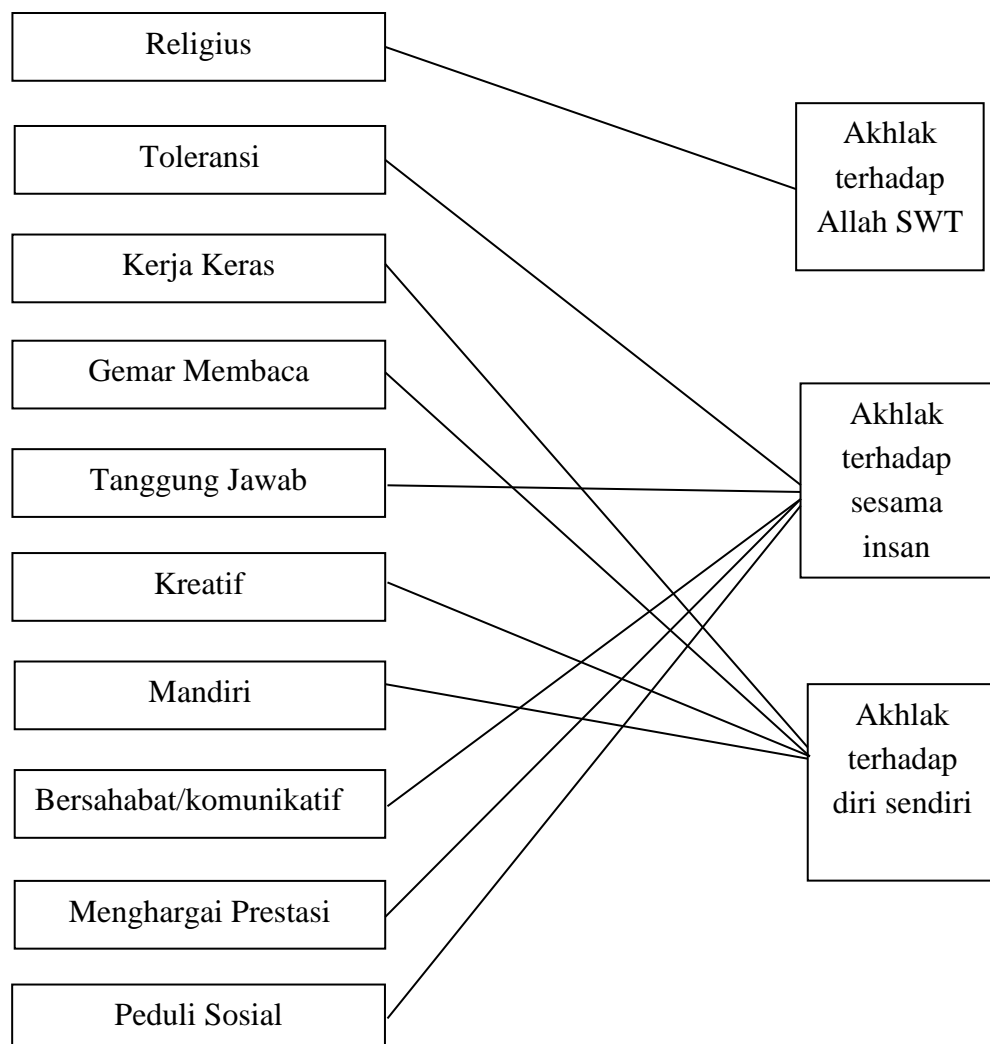 Religius
Toleransi
Kerja Keras
Gemar Membaca
Tanggung Jawab
Kreatif
Mandiri
Bersahabat/komunikatif
Menghargai Prestasi
Peduli Sosial
Akhlak
terhadap
Allah SWT
Akhlak
terhadap
sesama
insan
Akhlak
terhadap
diri sendiri